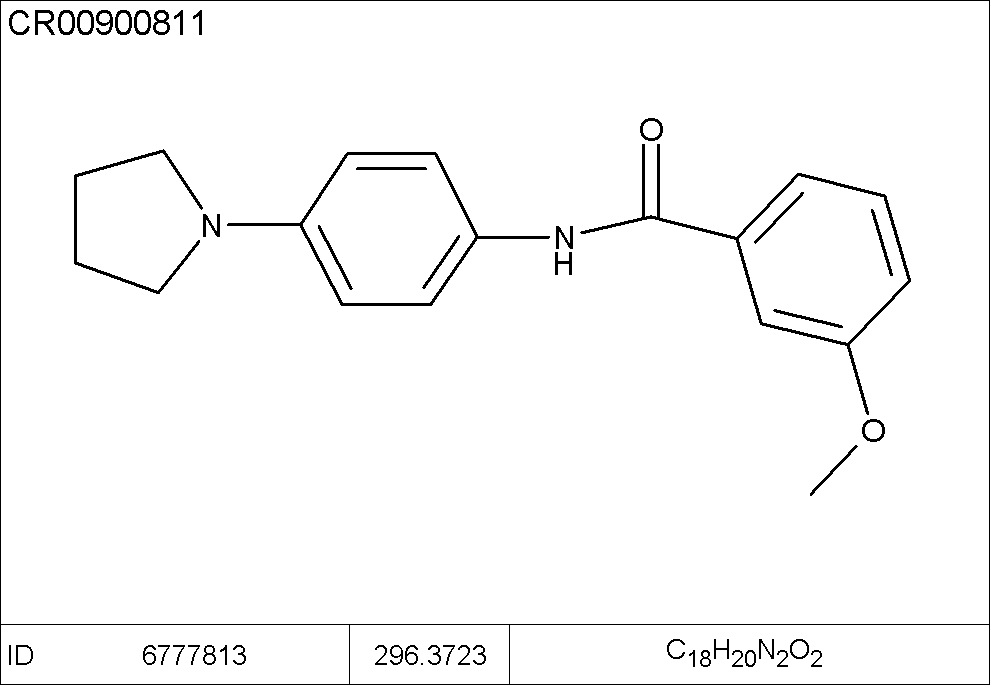 CR00900811
O
N
N
H
O
ID 6777813 296.3723 C₁₈H₂₀N₂O₂